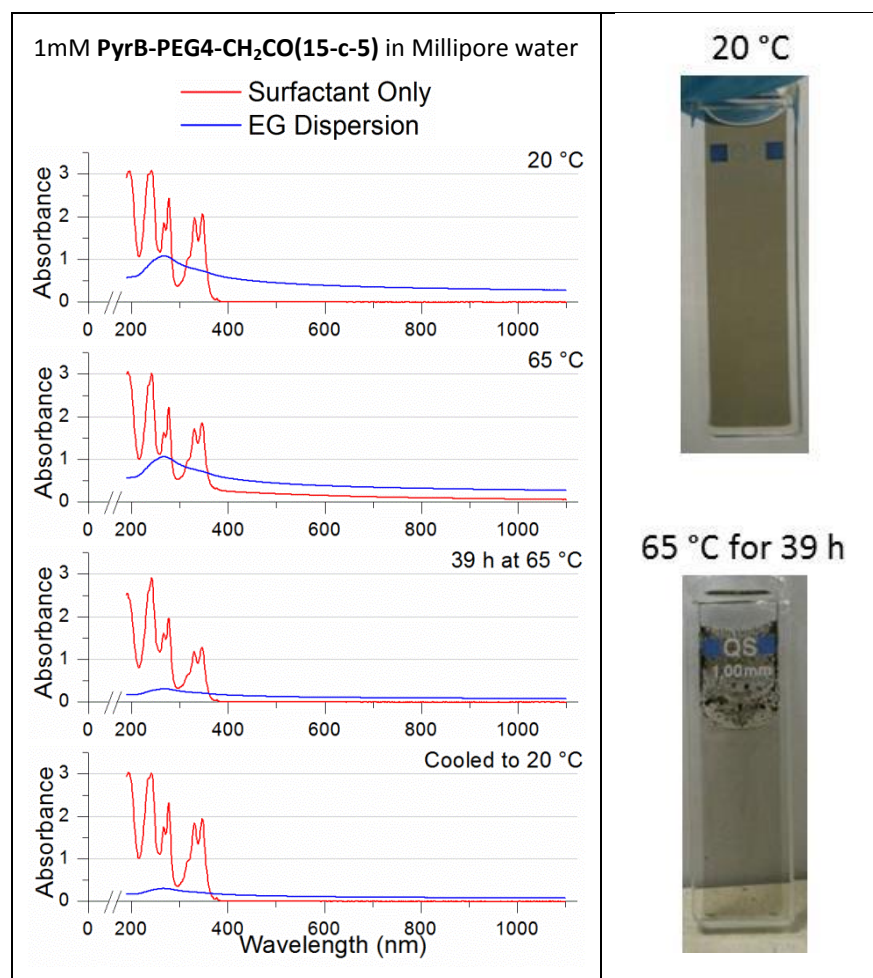 1mM PyrB-PEG4-CH₂CO(15-c-5) in Millipore water
Surfactant Only
EG Dispersion
20 °C
3
2
1
0
Absorbance
0 200 400 600 800 1000
65 °C
3
2
1
0
Absorbance
0 200 400 600 800 1000
39 h at 65 °C
3
2
1
0
Absorbance
0 200 400 600 800 1000
Cooled to 20 °C
3
2
1
0
Absorbance
0 200 400 600 800 1000
Wavelength (nm)
20 °C
QS
65 °C for 39 h
QS
1,00mm